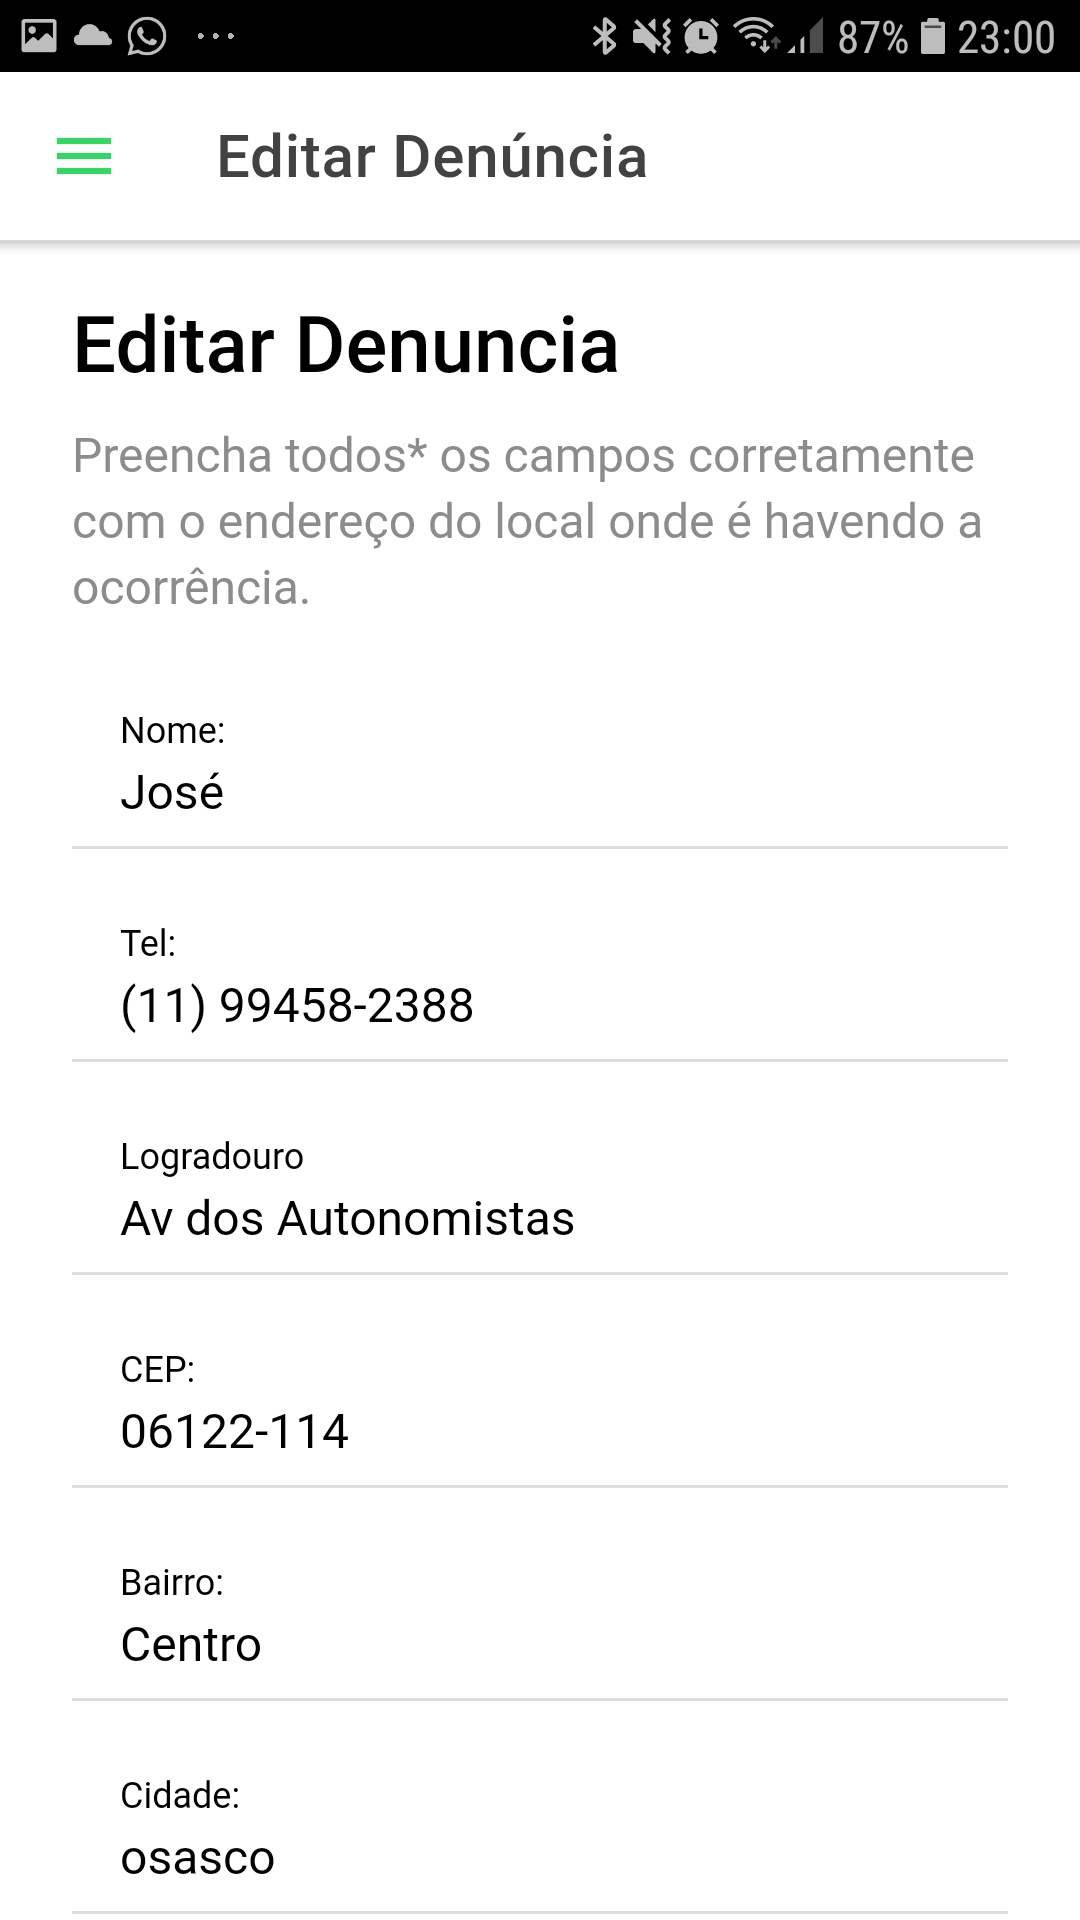 87% 23:00
Editar Denúncia
Editar Denuncia
Preencha todos* os campos corretamente
com o endereço do local onde é havendo a
ocorrência.
Nome:
José
Tel:
(11) 99458-2388
Logradouro
Av dos Autonomistas
CEP:
06122-114
Bairro:
Centro
Cidade:
osasco